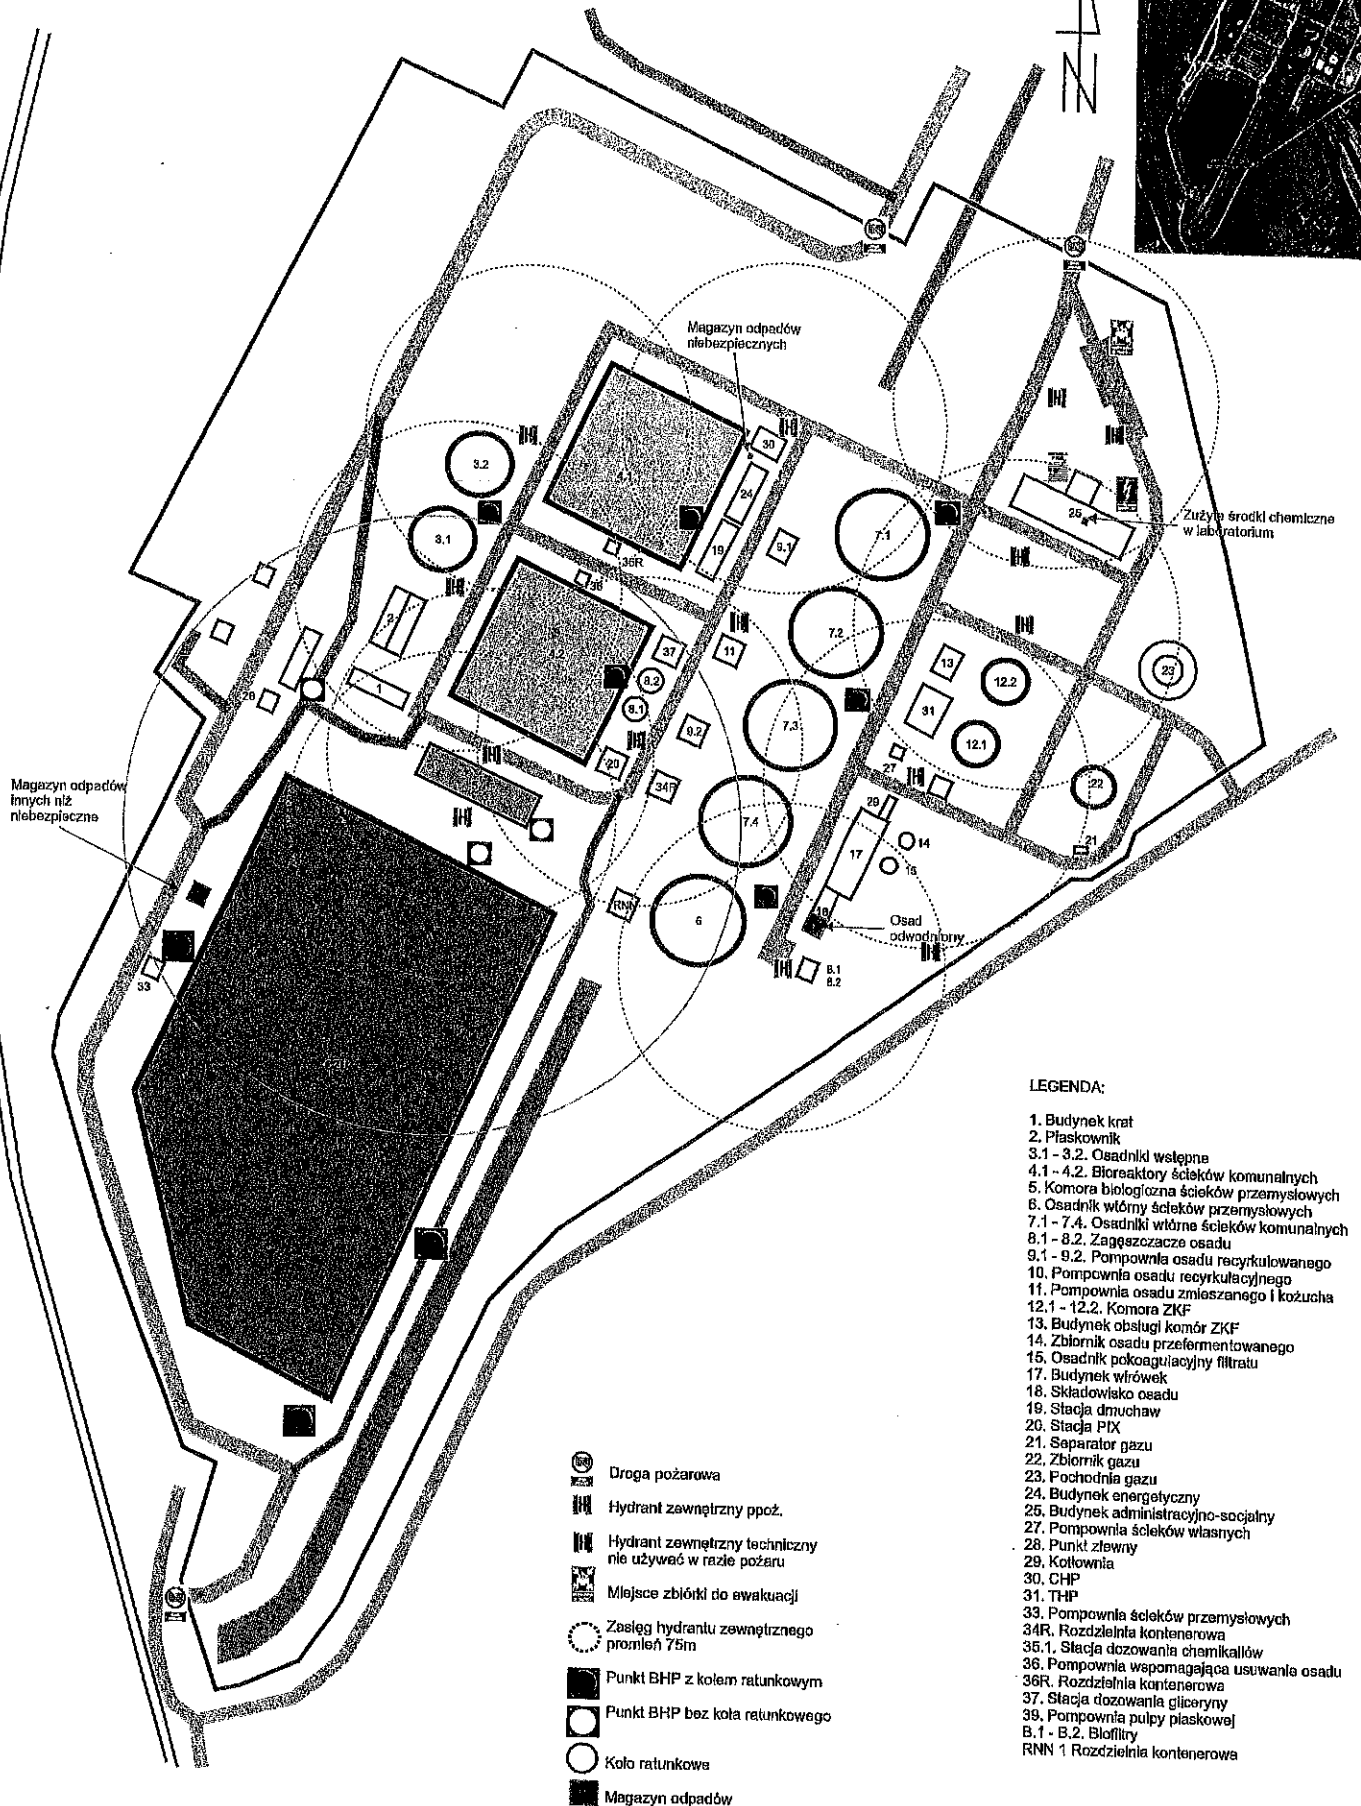 N
Magazyn odpadów
niebezpiecznych
30
3.2
4.1
24
25
Zużyte środki chemiczne
w laboratorium
3.1
19
9.1
7.1
36R
36
2
4.2
37
11
7.2
13
12.2
23
8.2
1
8.1
31
28
9.2
7.3
12.1
27
20
34R
22
Magazyn odpadów
innych niż
niebezpieczne
29
7.4
17
14
21
15
RNN
6
18
Osad
odwodniony
33
B.1
B.2
LEGENDA:
1. Budynek krat
2. Piaskownik
3.1 - 3.2. Osadniki wstępne
4.1 - 4.2. Bioreaktory ścieków komunalnych
5. Komora biologiczna ścieków przemysłowych
6. Osadnik wtórny ścieków przemysłowych
7.1 - 7.4. Osadniki wtórne ścieków komunalnych
8.1 - 8.2. Zagęszczacze osadu
9.1 - 9.2. Pompownia osadu recyrkulowanego
10. Pompownia osadu recyrkulacyjnego
11. Pompownia osadu zmieszanego i kożucha
12.1 - 12.2. Komora ZKF
13. Budynek obsługi komór ZKF
14. Zbiornik osadu przefermentowanego
15. Osadnik pokoagulacyjny filtratu
17. Budynek wirówek
18. Składowisko osadu
19. Stacja dmuchaw
20. Stacja PIX
21. Separator gazu
22. Zbiornik gazu
23. Pochodnia gazu
24. Budynek energetyczny
25. Budynek administracyjno-socjalny
27. Pompownia ścieków własnych
28. Punkt zlewny
29. Kotłownia
30. CHP
31. THP
33. Pompownia ścieków przemysłowych
34R. Rozdzielnia kontenerowa
35.1. Stacja dozowania chemikaliów
36. Pompownia wspomagająca usuwanie osadu
36R. Rozdzielnia kontenerowa
37. Stacja dozowania gliceryny
39. Pompownia pulpy piaskowej
B.1 - B.2. Biofiltry
RNN 1 Rozdzielnia kontenerowa
Droga pożarowa
Hydrant zewnętrzny ppoż.
Hydrant zewnętrzny techniczny
nie używać w razie pożaru
Miejsce zbiórki do ewakuacji
Zasięg hydrantu zewnętrznego
promień 75m
Punkt BHP z kołem ratunkowym
Punkt BHP bez koła ratunkowego
Koło ratunkowe
Magazyn odpadów